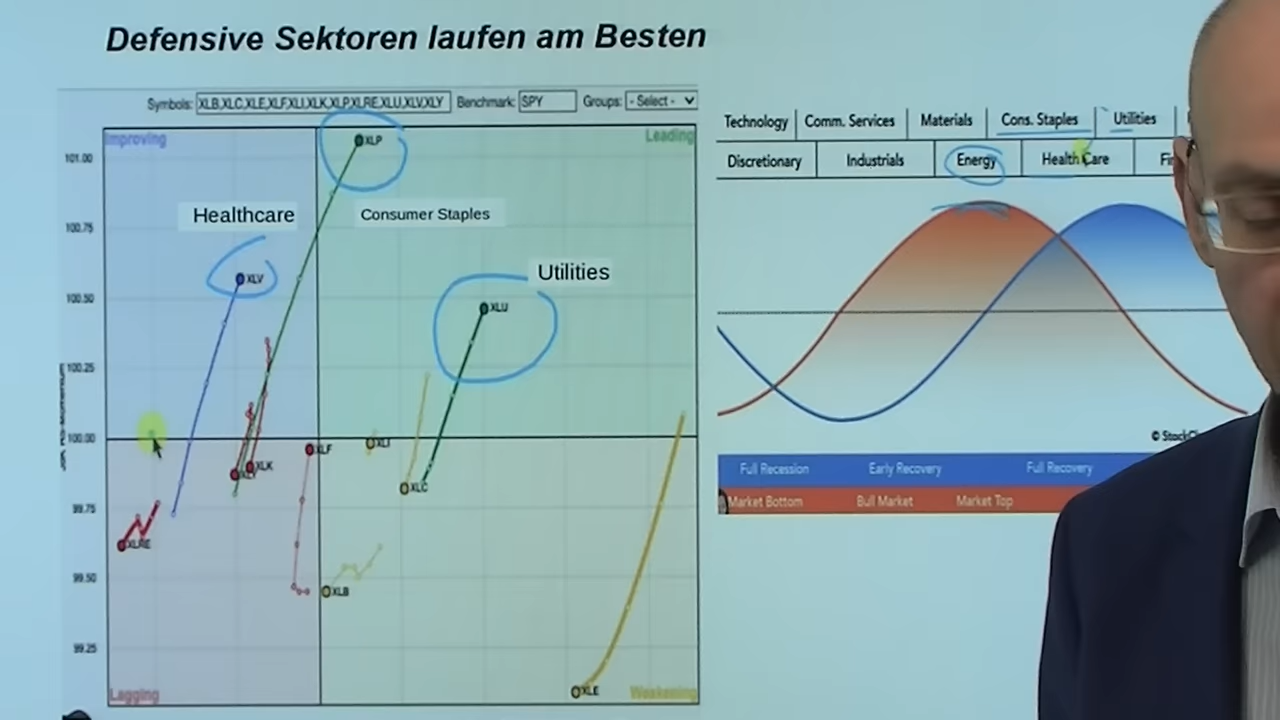 Defensive Sektoren laufen am Besten
Symbols: XLB,XLC,XLE,XLF,XLI,XLK,XLP,XLRE,XLU,XLV,XLY Benchmark: SPY Groups: - Select -
Improving
Leading
XLP
101.00
Healthcare
Consumer Staples
100.75
XLV
Utilities
100.50
XLU
100.25
100.00
XLF
XLI
XLK
XLC
99.75
XLRE
99.50
XLB
99.25
XLE
Lagging
Weakening
Technology Comm. Services Materials Cons. Staples Utilities
Discretionary Industrials Energy Health Care Fi
© StockC
Full Recession Early Recovery Full Recovery
Market Bottom Bull Market Market Top